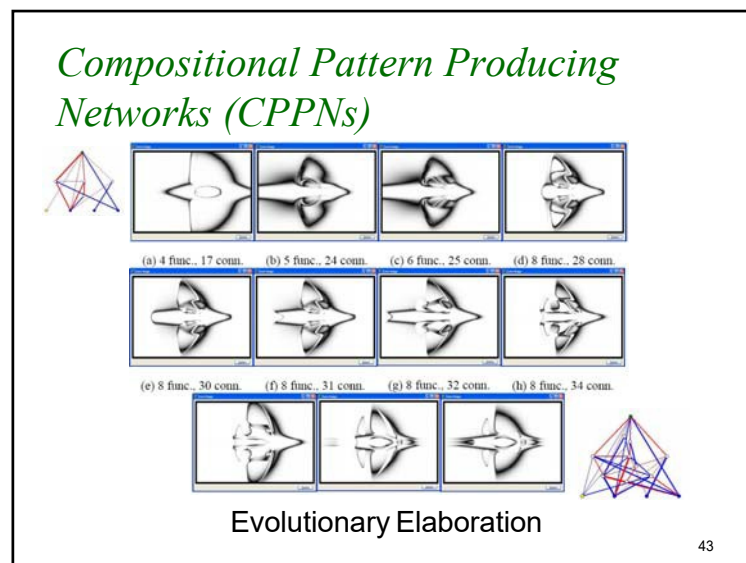 Compositional Pattern Producing
Networks (CPPNs)
(a) 4 func., 17 conn. (b) 5 func., 24 conn. (c) 6 func., 25 conn. (d) 8 func., 28 conn.
(e) 8 func., 30 conn. (f) 8 func., 31 conn. (g) 8 func., 32 conn. (h) 8 func., 34 conn.
Evolutionary Elaboration
43